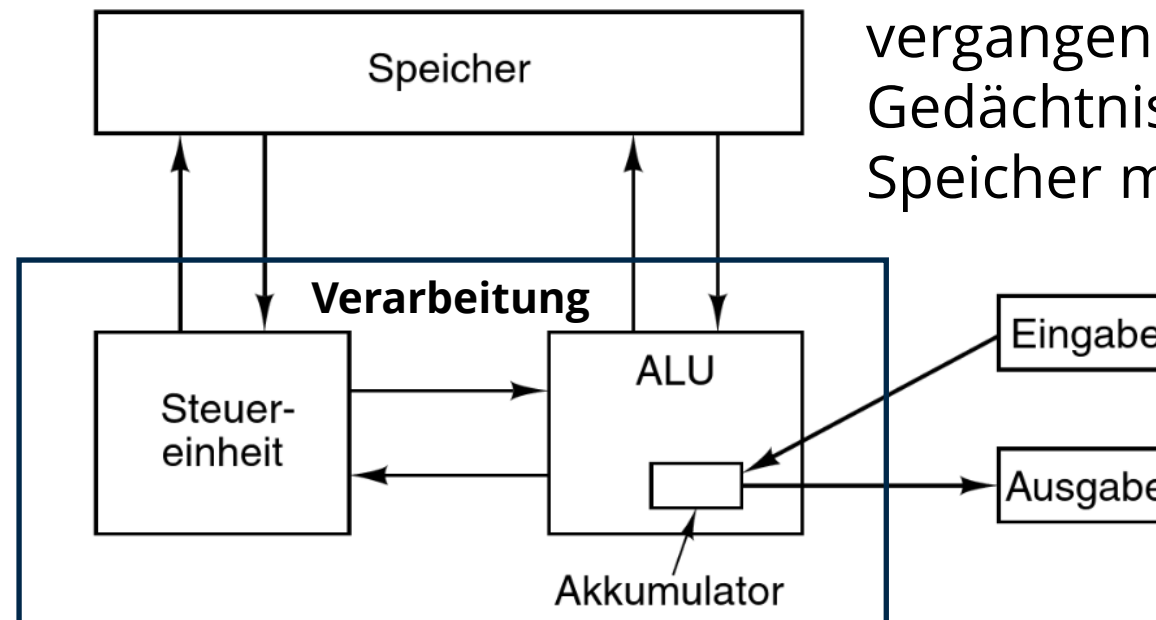 Speicher
vergangen
Gedächtnis
Speicher
Verarbeitung
Eingabe
ALU
Steuer-
einheit
Ausgabe
Akkumulator